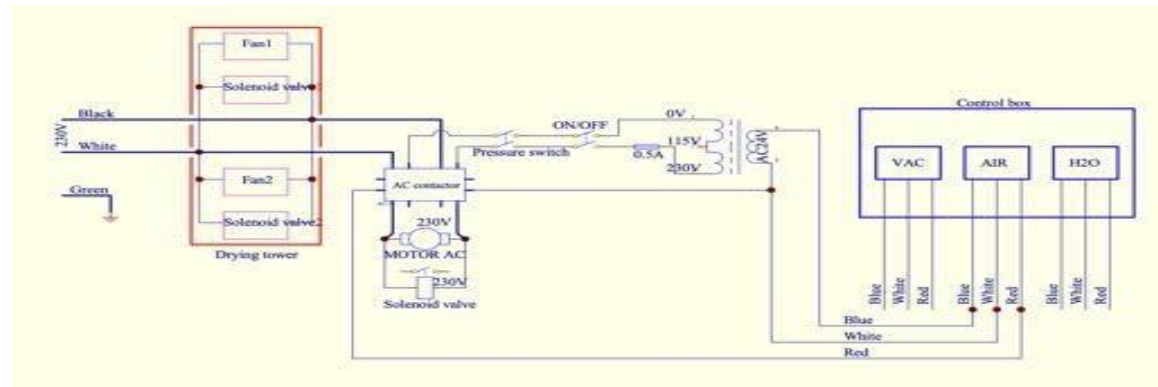 Fan1
Solenoid valve1
Black
230V
White
Fan2
Green
Solenoid valve2
Drying tower
ON/OFF
Pressure switch
0.5A
0V
115V
230V
AC24V
AC contactor
230V
MOTOR AC
230V
Solenoid valve
Control box
VAC
AIR
H2O
Blue
White
Red
Blue
White
Red
Blue
White
Red
Blue
White
Red